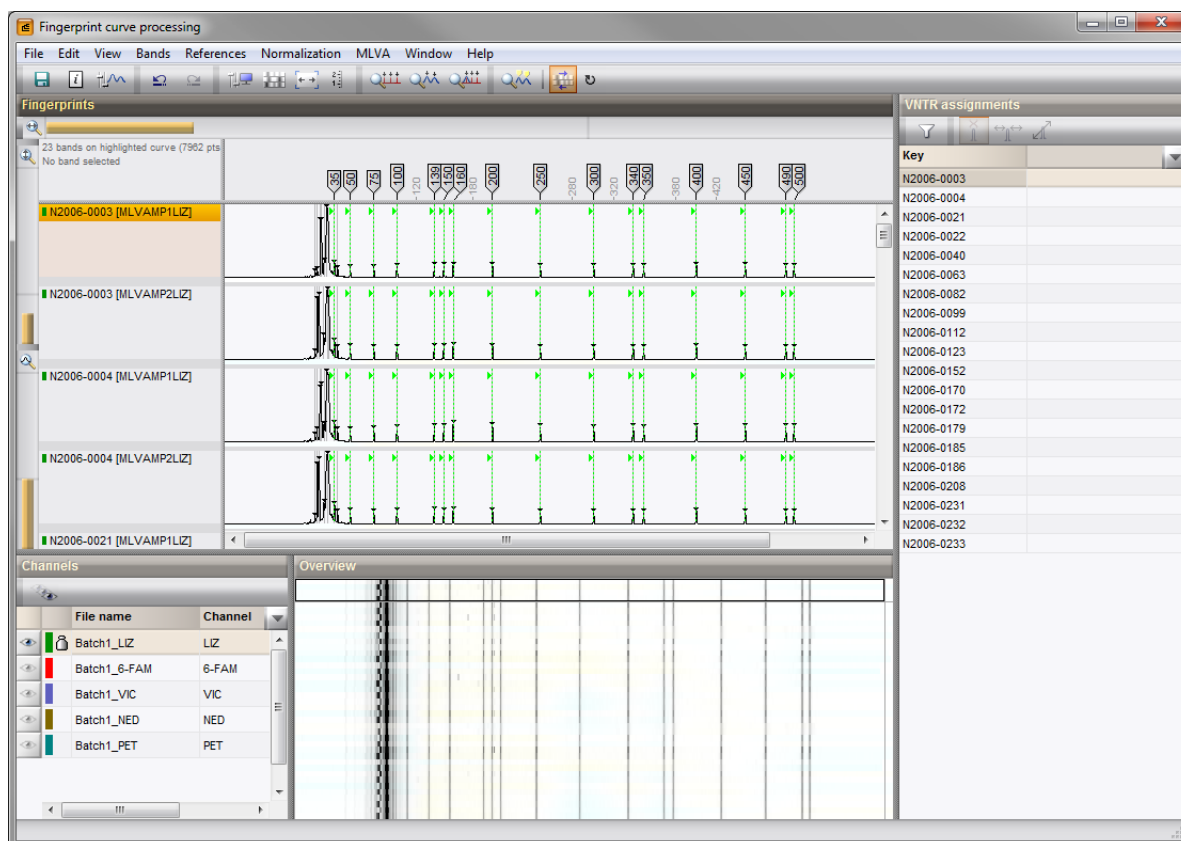 Fingerprint curve processing
File Edit View Bands References Normalization MLVA Window Help
Fingerprints
23 bands on highlighted curve (7962 pts
No band selected
35 50 75 100 -120 139 150 160 -180 200 250 -280 300 -320 340 350 -380 400 -420 450 490 500
N2006-0003 [MLVAMP1LIZ]
N2006-0003 [MLVAMP2LIZ]
N2006-0004 [MLVAMP1LIZ]
N2006-0004 [MLVAMP2LIZ]
N2006-0021 [MLVAMP1LIZ]
VNTR assignments
Key
N2006-0003
N2006-0004
N2006-0021
N2006-0022
N2006-0040
N2006-0063
N2006-0082
N2006-0099
N2006-0112
N2006-0123
N2006-0152
N2006-0170
N2006-0172
N2006-0179
N2006-0185
N2006-0186
N2006-0208
N2006-0231
N2006-0232
N2006-0233
Channels
File name Channel
Batch1_LIZ LIZ
Batch1_6-FAM 6-FAM
Batch1_VIC VIC
Batch1_NED NED
Batch1_PET PET
Overview